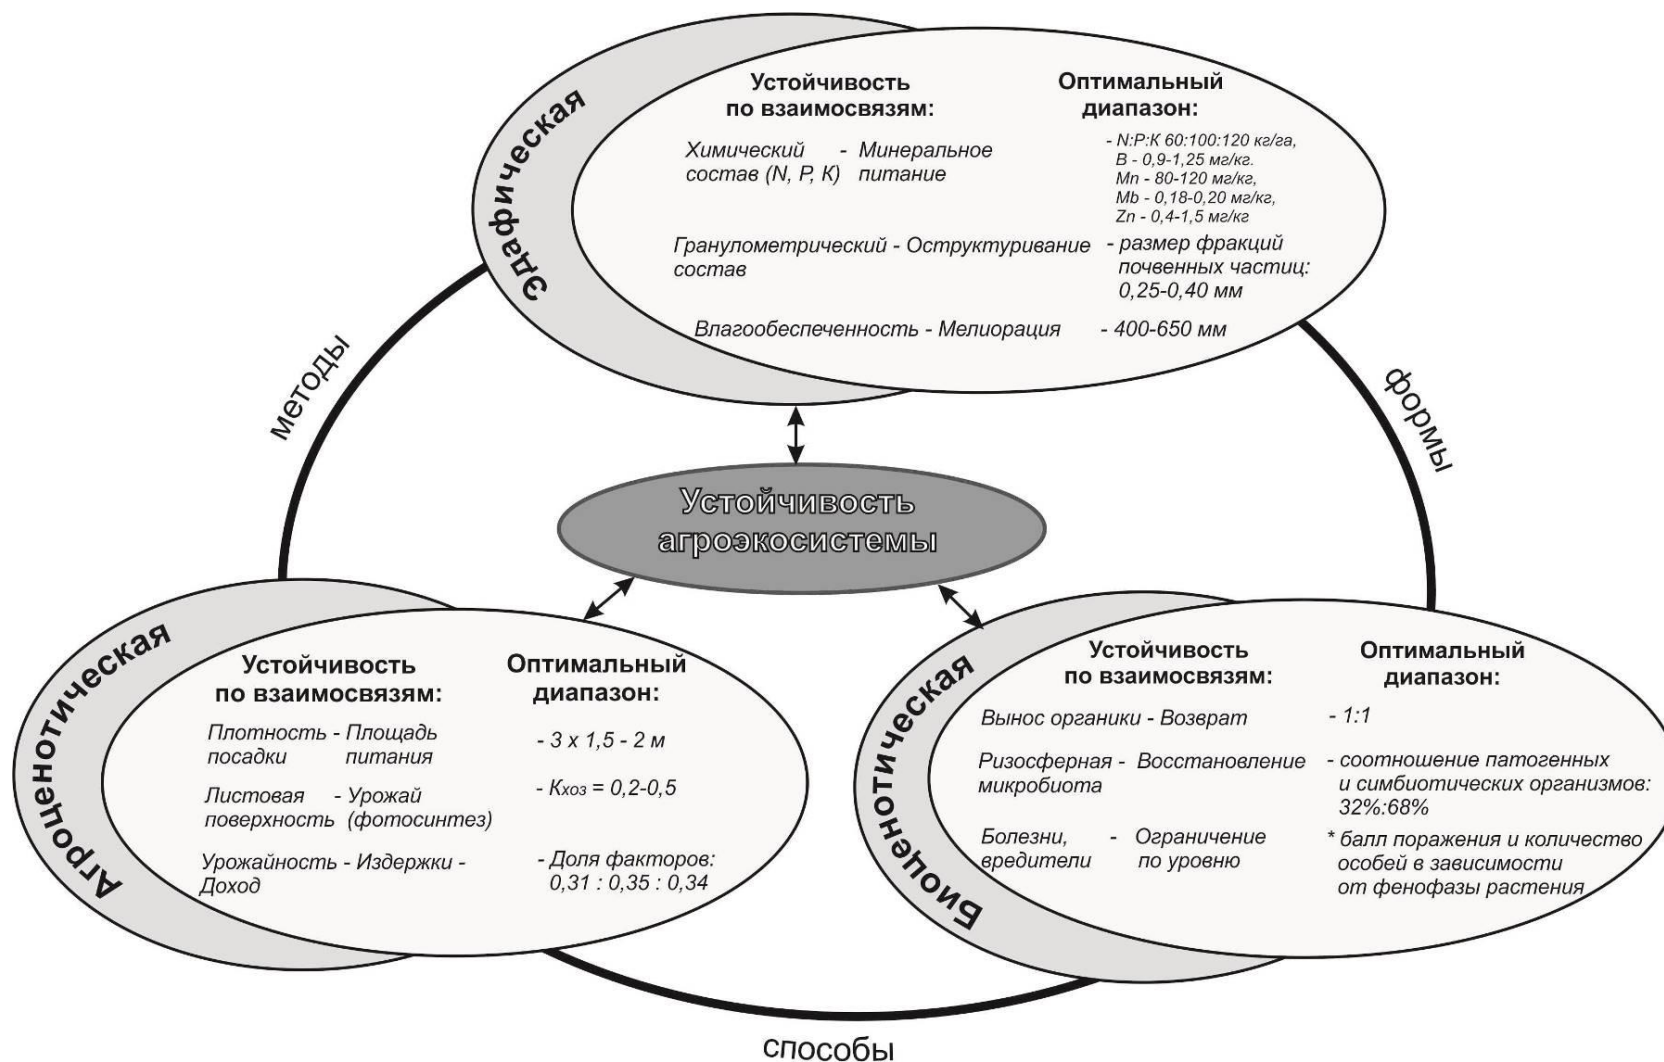 Эдафическая
Устойчивость
по взаимосвязям:
Оптимальный
диапазон:
Химический - Минеральное
состав (N, P, К) питание
- N:P:К 60:100:120 кг/га,
В - 0,9-1,25 мг/кг.
Mn - 80-120 мг/кг,
Mb - 0,18-0,20 мг/кг,
Zn - 0,4-1,5 мг/кг
Гранулометрический - Оструктуривание
состав
- размер фракций
почвенных частиц:
0,25-0,40 мм
Влагообеспеченность - Мелиорация
- 400-650 мм
методы
формы
Устойчивость
агроэкосистемы
Агроценотическая
Устойчивость
по взаимосвязям:
Оптимальный
диапазон:
Плотность - Площадь
посадки питания
- 3 х 1,5 - 2 м
Листовая - Урожай
поверхность (фотосинтез)
- Кхоз = 0,2-0,5
Урожайность - Издержки -
Доход
- Доля факторов:
0,31 : 0,35 : 0,34
Биоценотическая
Устойчивость
по взаимосвязям:
Оптимальный
диапазон:
Вынос органики - Возврат
- 1:1
Ризосферная - Восстановление
микробиота
- соотношение патогенных
и симбиотических организмов:
32%:68%
Болезни, - Ограничение
вредители по уровню
* балл поражения и количество
особей в зависимости
от фенофазы растения
способы